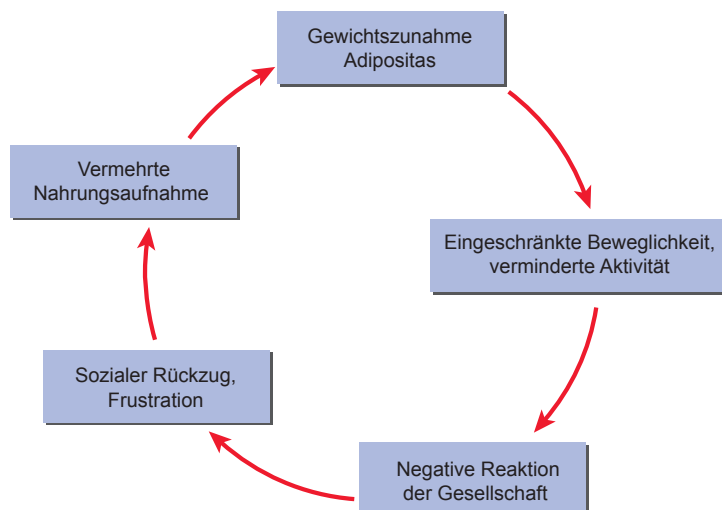 Gewichtszunahme
Adipositas
Eingeschränkte Beweglichkeit,
verminderte Aktivität
Negative Reaktion
der Gesellschaft
Sozialer Rückzug,
Frustration
Vermehrte
Nahrungsaufnahme